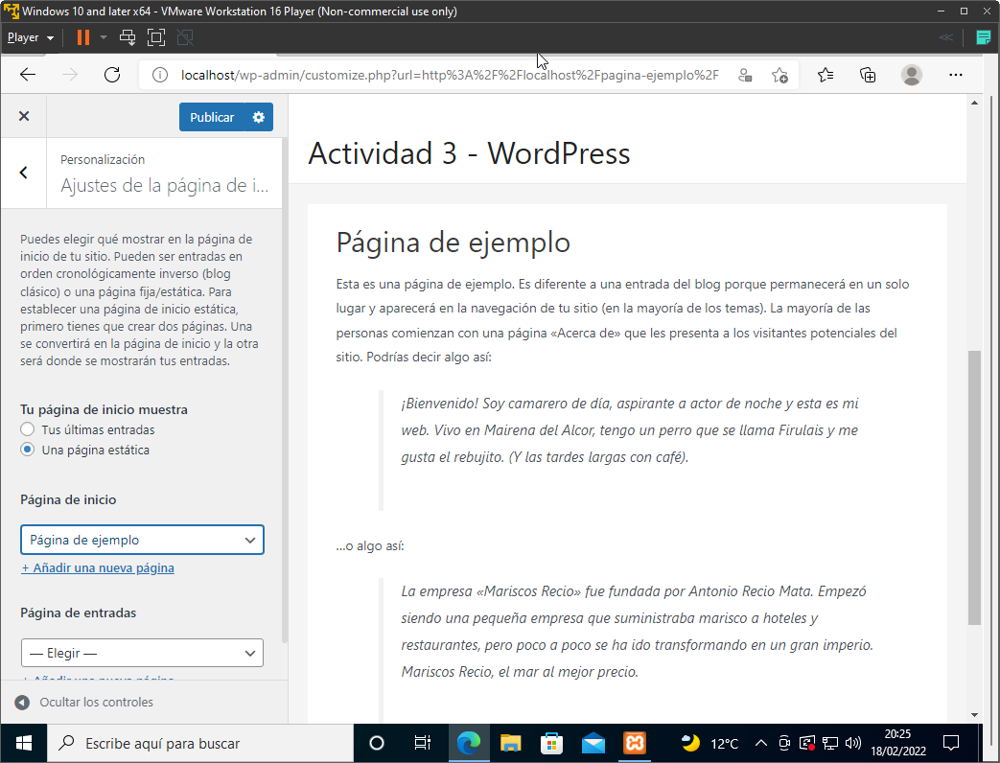 Windows 10 and later x64 - VMware Workstation 16 Player (Non-commercial use only)
Player
localhost/wp-admin/customize.php?url=http%3A%2F%2Flocalhost%2Fpagina-ejemplo%2F
Publicar
Personalización
Ajustes de la página de i...
Puedes elegir qué mostrar en la página de
inicio de tu sitio. Pueden ser entradas en
orden cronológicamente inverso (blog
clásico) o una página fija/estática. Para
establecer una página de inicio estática,
primero tienes que crear dos páginas. Una
se convertirá en la página de inicio y la otra
será donde se mostrarán tus entradas.
Tu página de inicio muestra
Tus últimas entradas
Una página estática
Página de inicio
Página de ejemplo
+ Añadir una nueva página
Página de entradas
— Elegir —
+ Añadir una nueva página
Ocultar los controles
Actividad 3 - WordPress
Página de ejemplo
Esta es una página de ejemplo. Es diferente a una entrada del blog porque permanecerá en un solo
lugar y aparecerá en la navegación de tu sitio (en la mayoría de los temas). La mayoría de las
personas comienzan con una página «Acerca de» que les presenta a los visitantes potenciales del
sitio. Podrías decir algo así:
¡Bienvenido! Soy camarero de día, aspirante a actor de noche y esta es mi
web. Vivo en Mairena del Alcor, tengo un perro que se llama Firulais y me
gusta el rebujito. (Y las tardes largas con café).
…o algo así:
La empresa «Mariscos Recio» fue fundada por Antonio Recio Mata. Empezó
siendo una pequeña empresa que suministraba marisco a hoteles y
restaurantes, pero poco a poco se ha ido transformando en un gran imperio.
Mariscos Recio, el mar al mejor precio.
Escribe aquí para buscar
12°C
20:25
18/02/2022